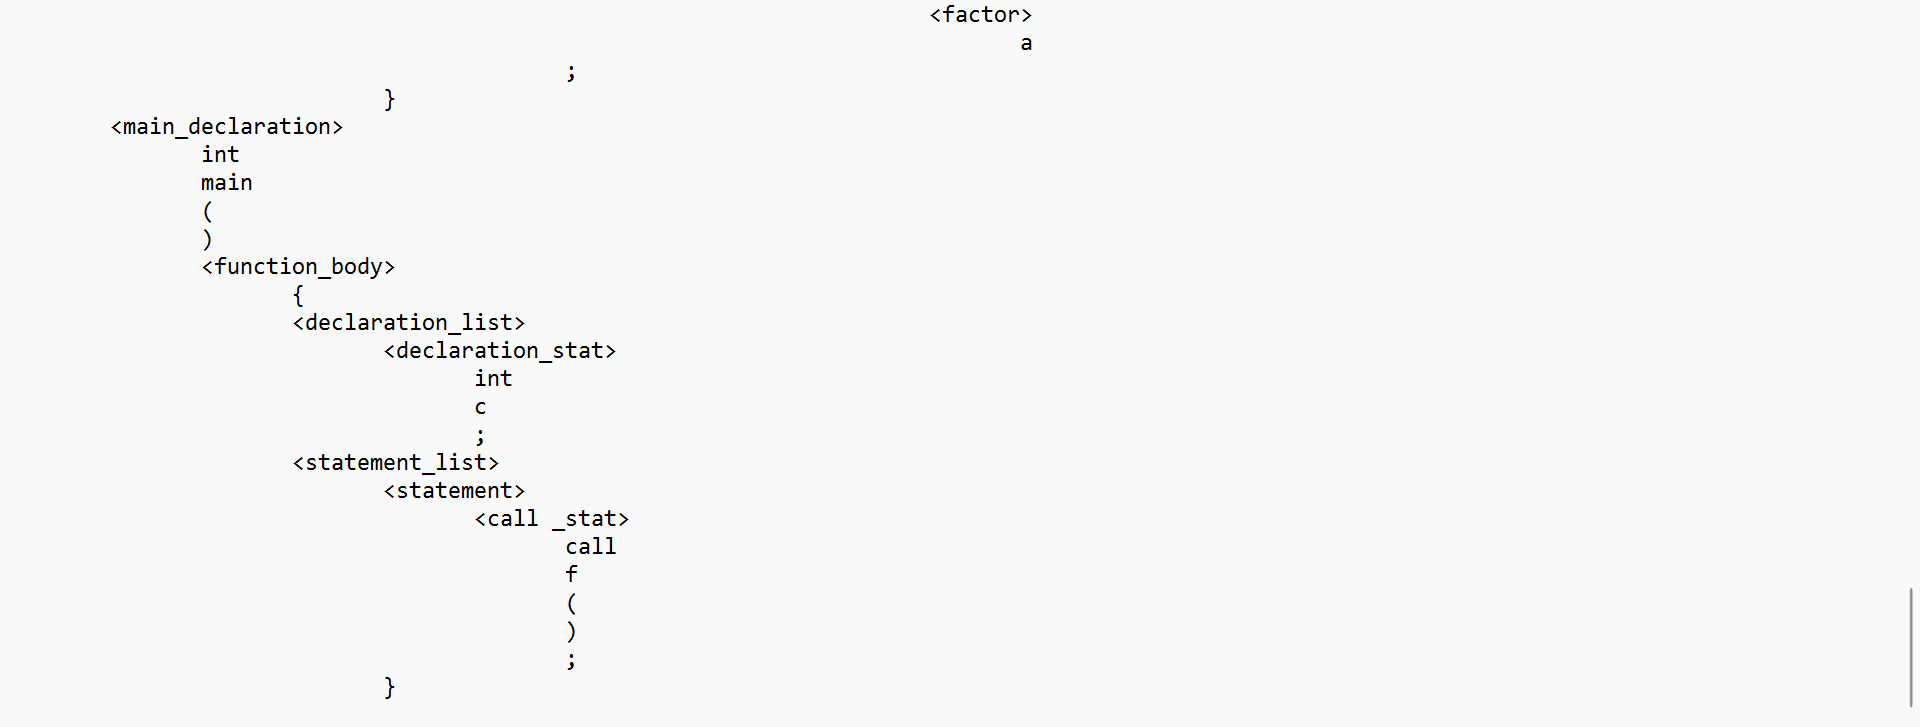 <factor>
a
;
}
<main_declaration>
int
main
(
)
<function_body>
{
<declaration_list>
<declaration_stat>
int
c
;
<statement_list>
<statement>
<call _stat>
call
f
(
)
;
}